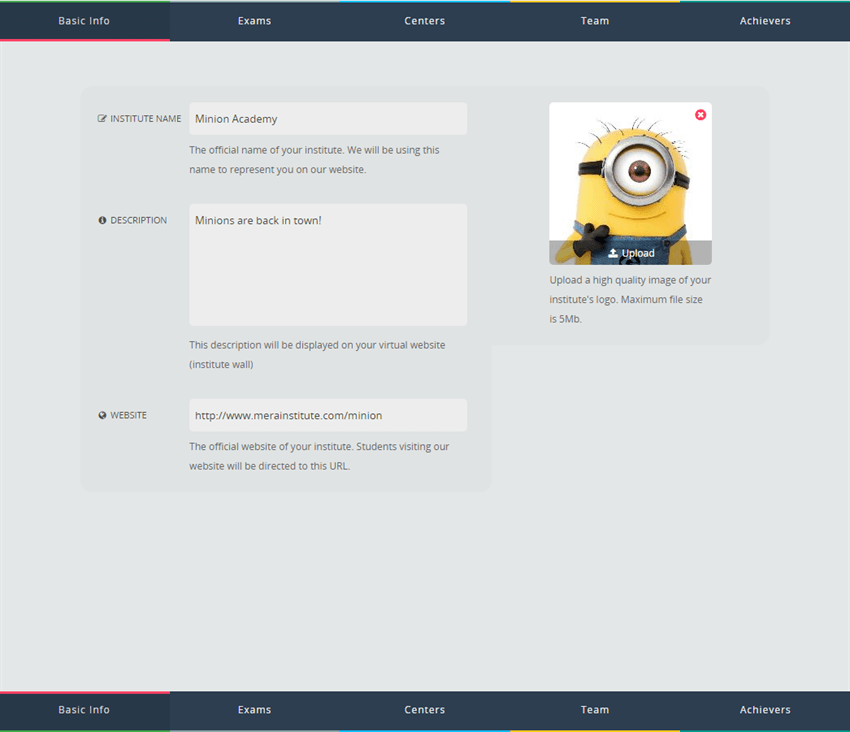 Basic Info Exams Centers Team Achievers
INSTITUTE NAME
Minion Academy
The official name of your institute. We will be using this
name to represent you on our website.
DESCRIPTION
Minions are back in town!
This description will be displayed on your virtual website
(institute wall)
WEBSITE
http://www.merainstitute.com/minion
The official website of your institute. Students visiting our
website will be directed to this URL.
Upload
Upload a high quality image of your
institute's logo. Maximum file size
is 5Mb.
Basic Info Exams Centers Team Achievers